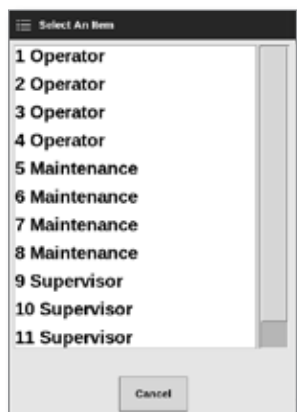 Select An Item
1 Operator
2 Operator
3 Operator
4 Operator
5 Maintenance
6 Maintenance
7 Maintenance
8 Maintenance
9 Supervisor
10 Supervisor
11 Supervisor
Cancel